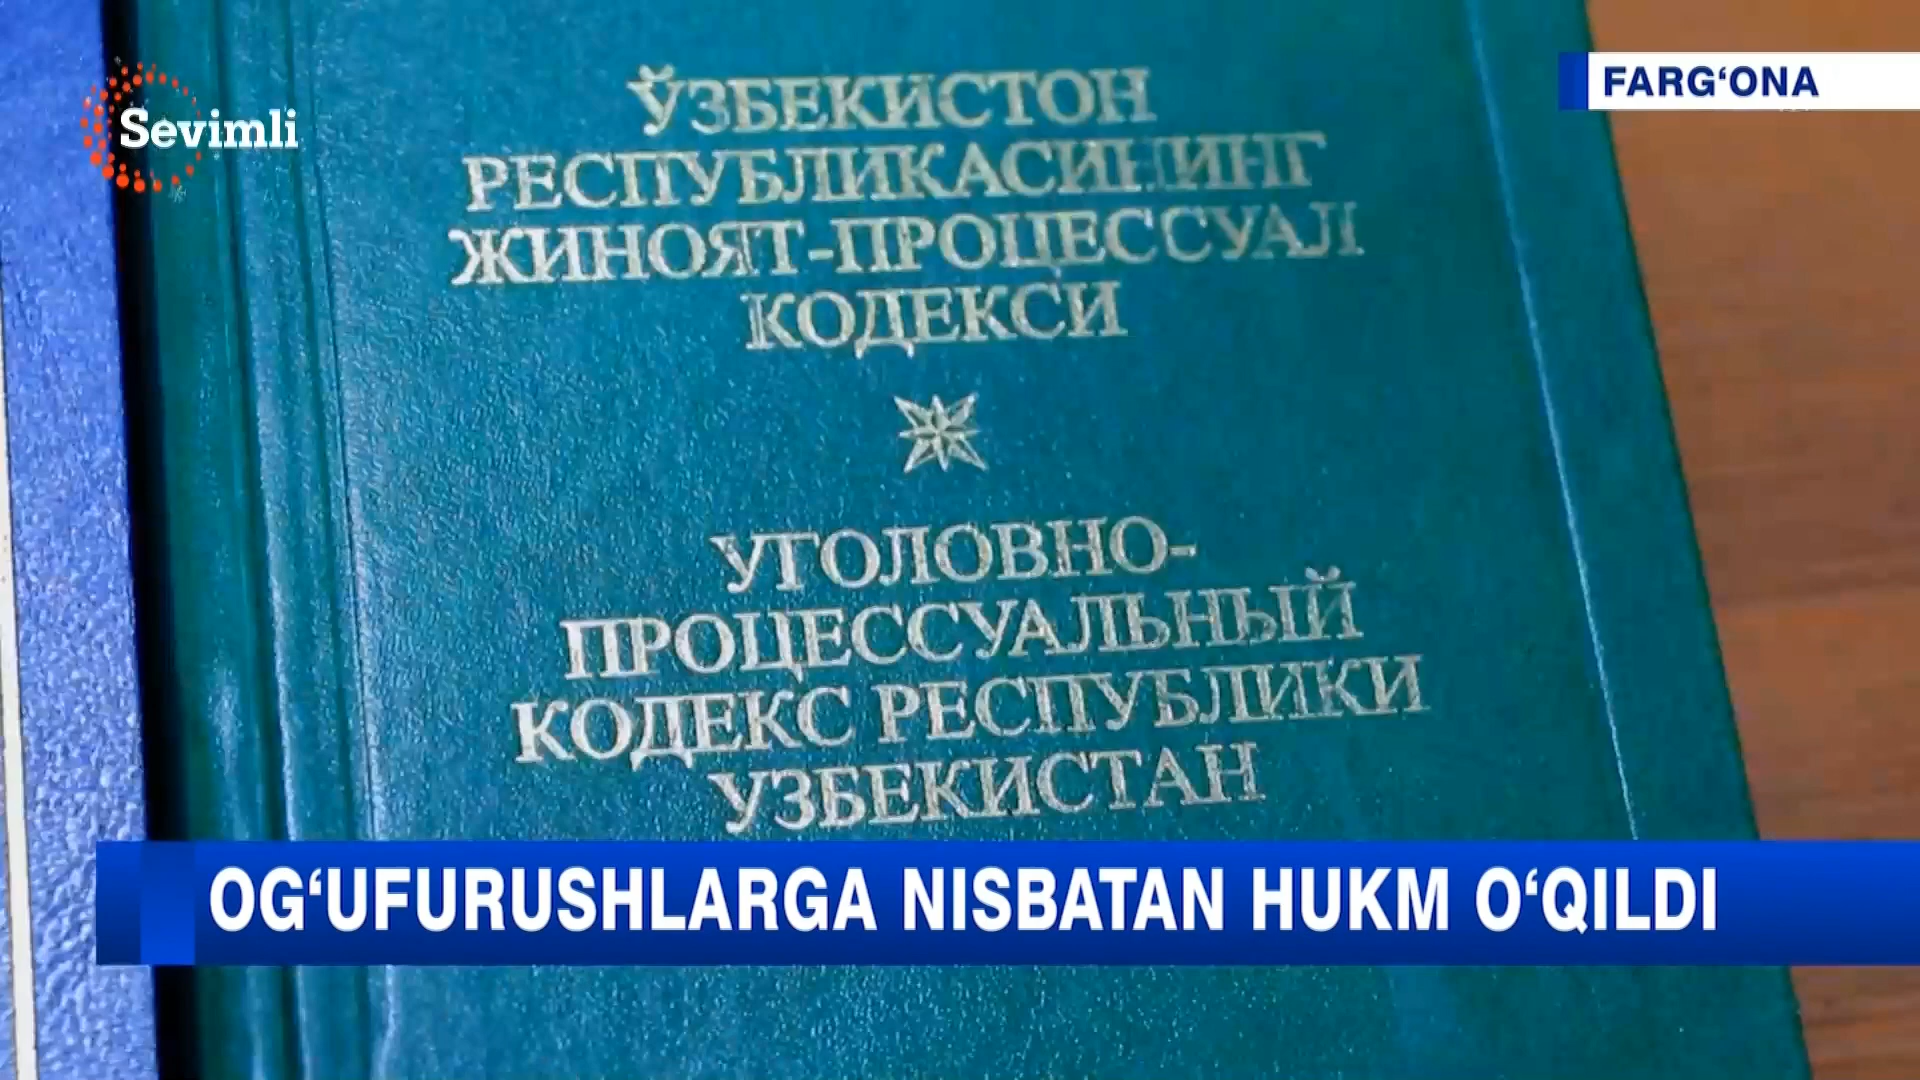 Sevimli
FARG‘ONA
ЎЗБЕКИСТОН
РЕСПУБЛИКАСИНИНГ
ЖИНОЯТ-ПРОЦЕССУАЛ
КОДЕКСИ
УГОЛОВНО-
ПРОЦЕССУАЛЬНЫЙ
КОДЕКС РЕСПУБЛИКИ
УЗБЕКИСТАН
OG‘UFURUSHLARGA NISBATAN HUKM O‘QILDI